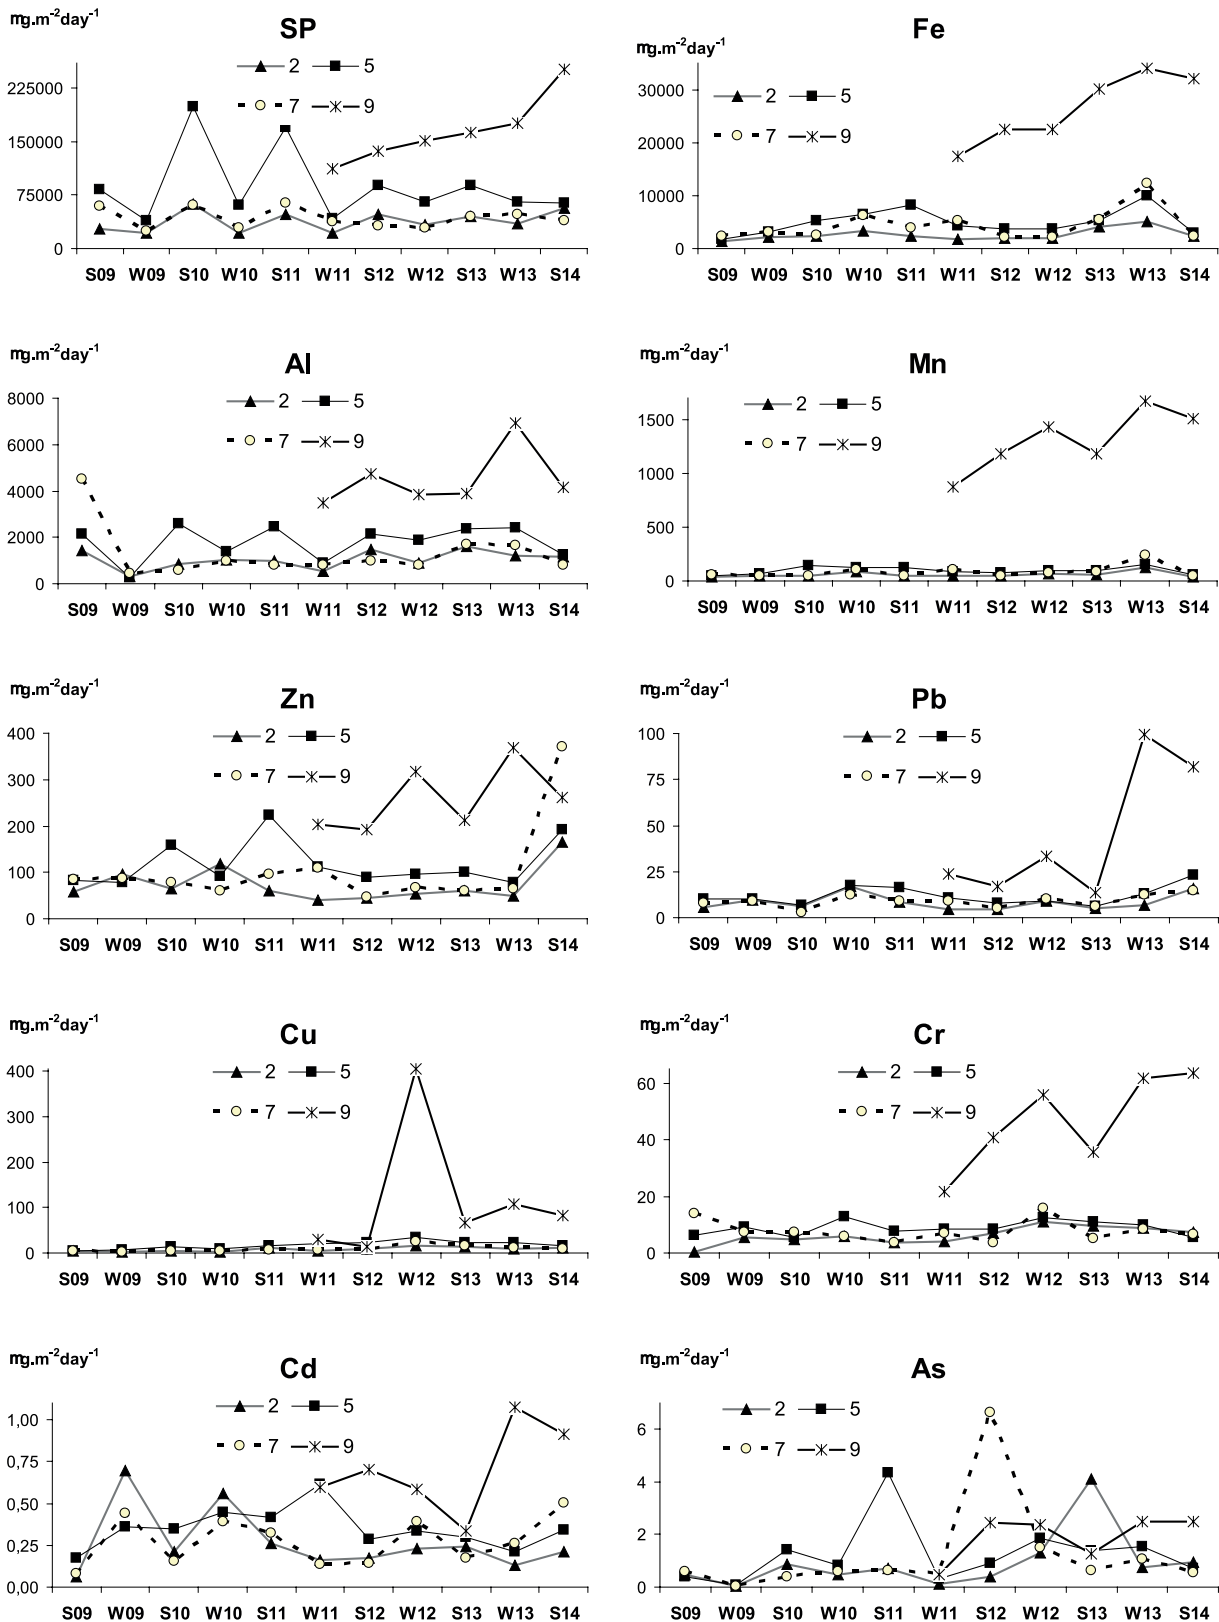 mg.m-2day-1
SP
2 5
7 9
225000
150000
75000
0
S09 W09 S10 W10 S11 W11 S12 W12 S13 W13 S14
mg.m-2day-1
Fe
2 5
7 9
30000
20000
10000
0
S09 W09 S10 W10 S11 W11 S12 W12 S13 W13 S14
mg.m-2day-1
Al
2 5
7 9
8000
6000
4000
2000
0
S09 W09 S10 W10 S11 W11 S12 W12 S13 W13 S14
mg.m-2day-1
Mn
2 5
7 9
1500
1000
500
0
S09 W09 S10 W10 S11 W11 S12 W12 S13 W13 S14
mg.m-2day-1
Zn
2 5
7 9
400
300
200
100
0
S09 W09 S10 W10 S11 W11 S12 W12 S13 W13 S14
mg.m-2day-1
Pb
2 5
7 9
100
75
50
25
0
S09 W09 S10 W10 S11 W11 S12 W12 S13 W13 S14
mg.m-2day-1
Cu
2 5
7 9
400
300
200
100
0
S09 W09 S10 W10 S11 W11 S12 W12 S13 W13 S14
mg.m-2day-1
Cr
2 5
7 9
60
40
20
0
S09 W09 S10 W10 S11 W11 S12 W12 S13 W13 S14
mg.m-2day-1
Cd
2 5
7 9
1,00
0,75
0,50
0,25
0,00
S09 W09 S10 W10 S11 W11 S12 W12 S13 W13 S14
mg.m-2day-1
As
2 5
7 9
6
4
2
0
S09 W09 S10 W10 S11 W11 S12 W12 S13 W13 S14